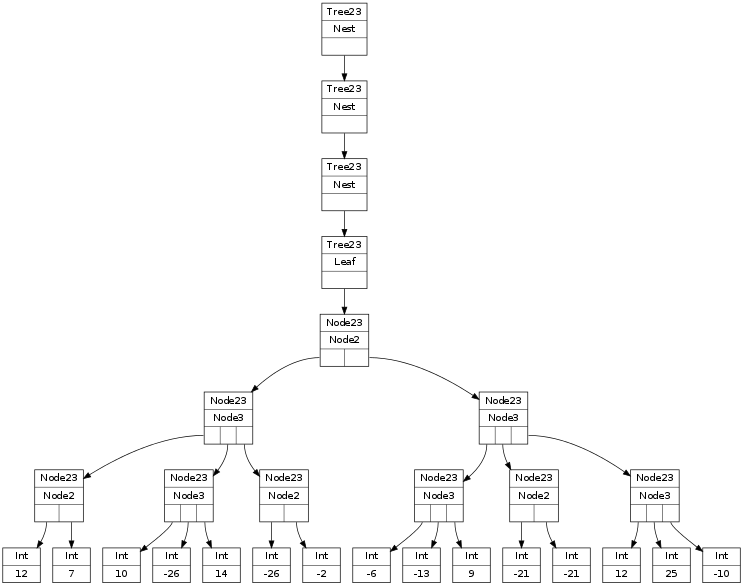 Tree23
Nest
Tree23
Nest
Tree23
Nest
Tree23
Leaf
Node23
Node2
Node23 Node23
Node3 Node3
Node23 Node23 Node23 Node23 Node23 Node23
Node2 Node3 Node2 Node3 Node2 Node3
Int Int Int Int Int Int Int Int Int Int Int Int Int Int Int
12 7 10 -26 14 -26 -2 -6 -13 9 -21 -21 12 25 -10